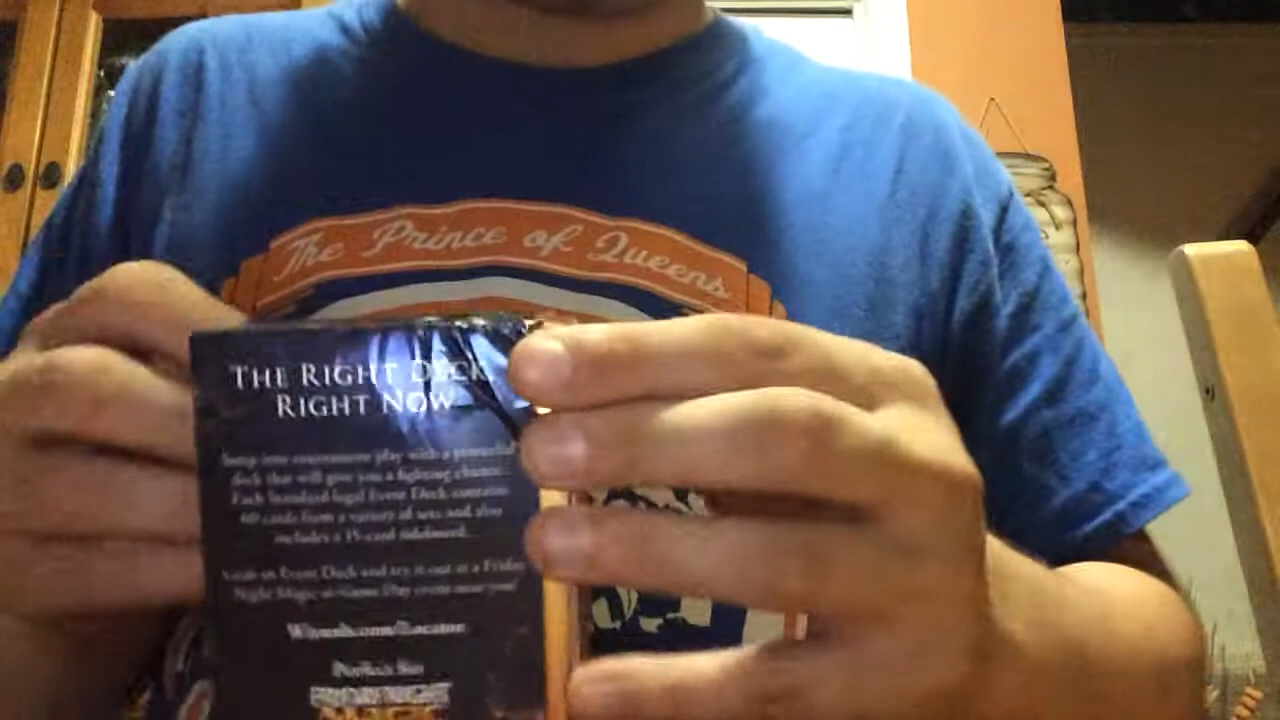 The Prince of Queens
THE RIGHT DECK
RIGHT NOW
Jump into tournament play with a powerful
deck that will give you a fighting chance.
Each Standard-legal Event Deck contains
60 cards from a variety of sets and also
includes a 15-card sideboard.
Grab an Event Deck and try it out at a Friday
Night Magic or Game Day event near you!
Wizards.com/Locator
FRIDAY NIGHT
MAGIC